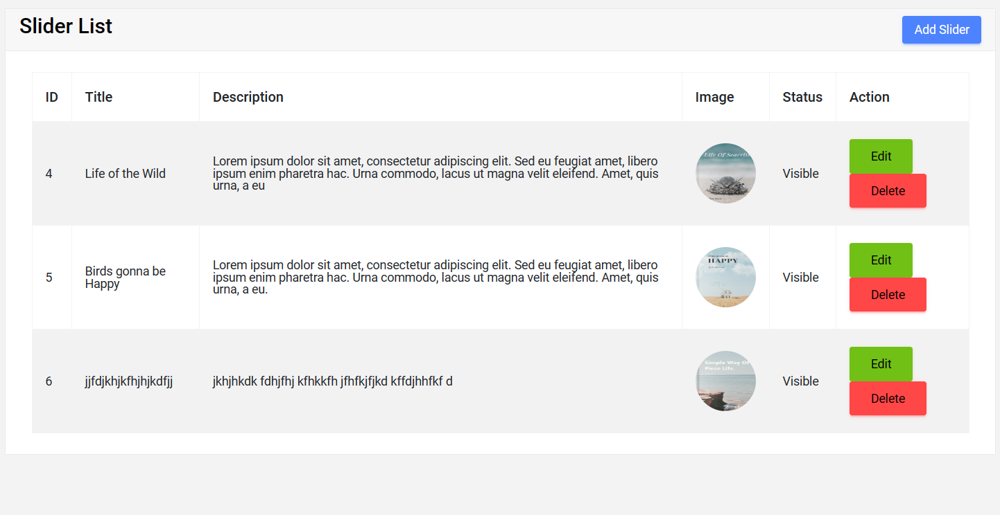 Slider List
Add Slider
ID Title Description Image Status Action
4 Life of the Wild
Lorem ipsum dolor sit amet, consectetur adipiscing elit. Sed eu feugiat amet, libero
ipsum enim pharetra hac. Urna commodo, lacus ut magna velit eleifend. Amet, quis
urna, a eu
Life Of
Visible
Edit
Delete
5 Birds gonna be
Happy
Lorem ipsum dolor sit amet, consectetur adipiscing elit. Sed eu feugiat amet, libero
ipsum enim pharetra hac. Urna commodo, lacus ut magna velit eleifend. Amet, quis
urna, a eu.
HAPPY
Visible
Edit
Delete
6 jjfdjkhjkfhjhjkdfjj
jkhjhkdk fdhjfhj kfhkkfh jfhfkjfjkd kffdjhhfkf d
Simple Way Of
Piece Life.
Visible
Edit
Delete